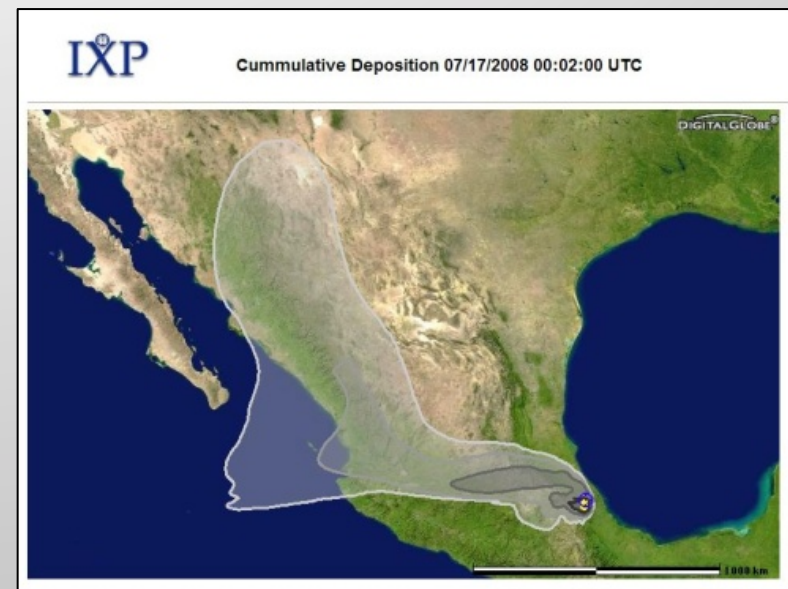 IXP
Cummulative Deposition 07/17/2008 00:02:00 UTC
DIGITALGLOBE®
1000 km